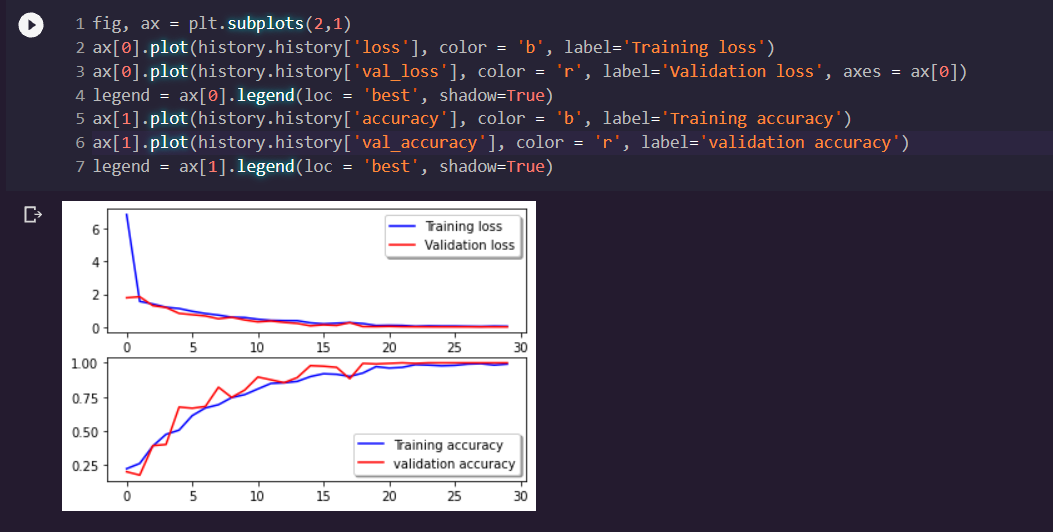 1 fig, ax = plt.subplots(2,1)
2 ax[0].plot(history.history['loss'], color = 'b', label='Training loss')
3 ax[0].plot(history.history['val_loss'], color = 'r', label='Validation loss', axes = ax[0])
4 legend = ax[0].legend(loc = 'best', shadow=True)
5 ax[1].plot(history.history['accuracy'], color = 'b', label='Training accuracy')
6 ax[1].plot(history.history['val_accuracy'], color = 'r', label='validation accuracy')
7 legend = ax[1].legend(loc = 'best', shadow=True)
Training loss
Validation loss
6
4
2
0
0 5 10 15 20 25 30
1.00
0.75
0.50
0.25
Training accuracy
validation accuracy
0 5 10 15 20 25 30